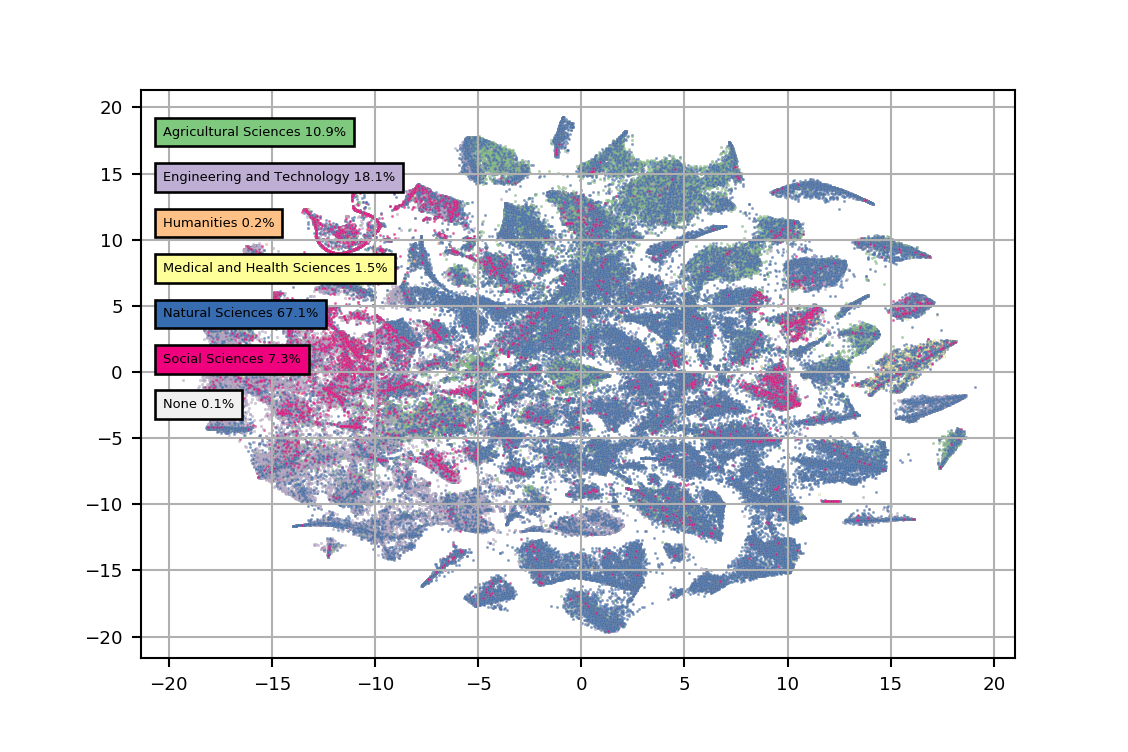 20
15
10
5
0
−5
−10
−15
−20
Agricultural Sciences 10.9%
Engineering and Technology 18.1%
Humanities 0.2%
Medical and Health Sciences 1.5%
Natural Sciences 67.1%
Social Sciences 7.3%
None 0.1%
−20 −15 −10 −5 0 5 10 15 20